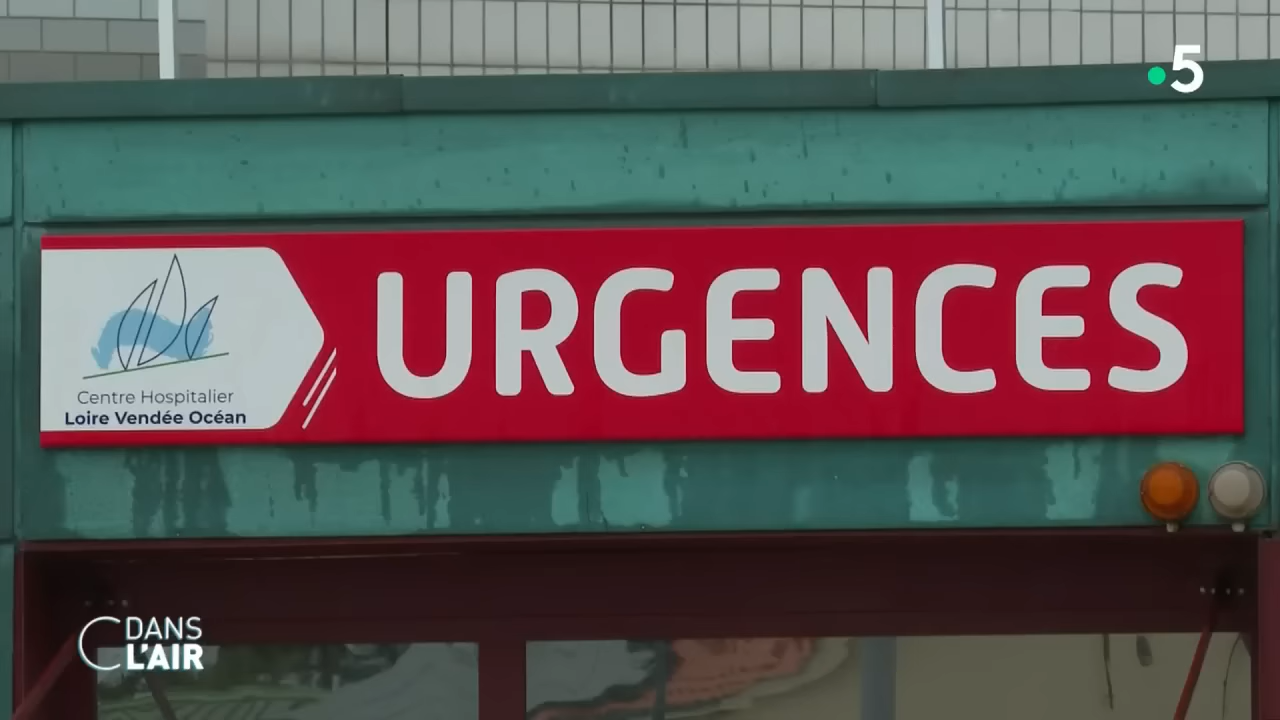 5
URGENCES
Centre Hospitalier
Loire Vendée Océan
C DANS
L'AIR